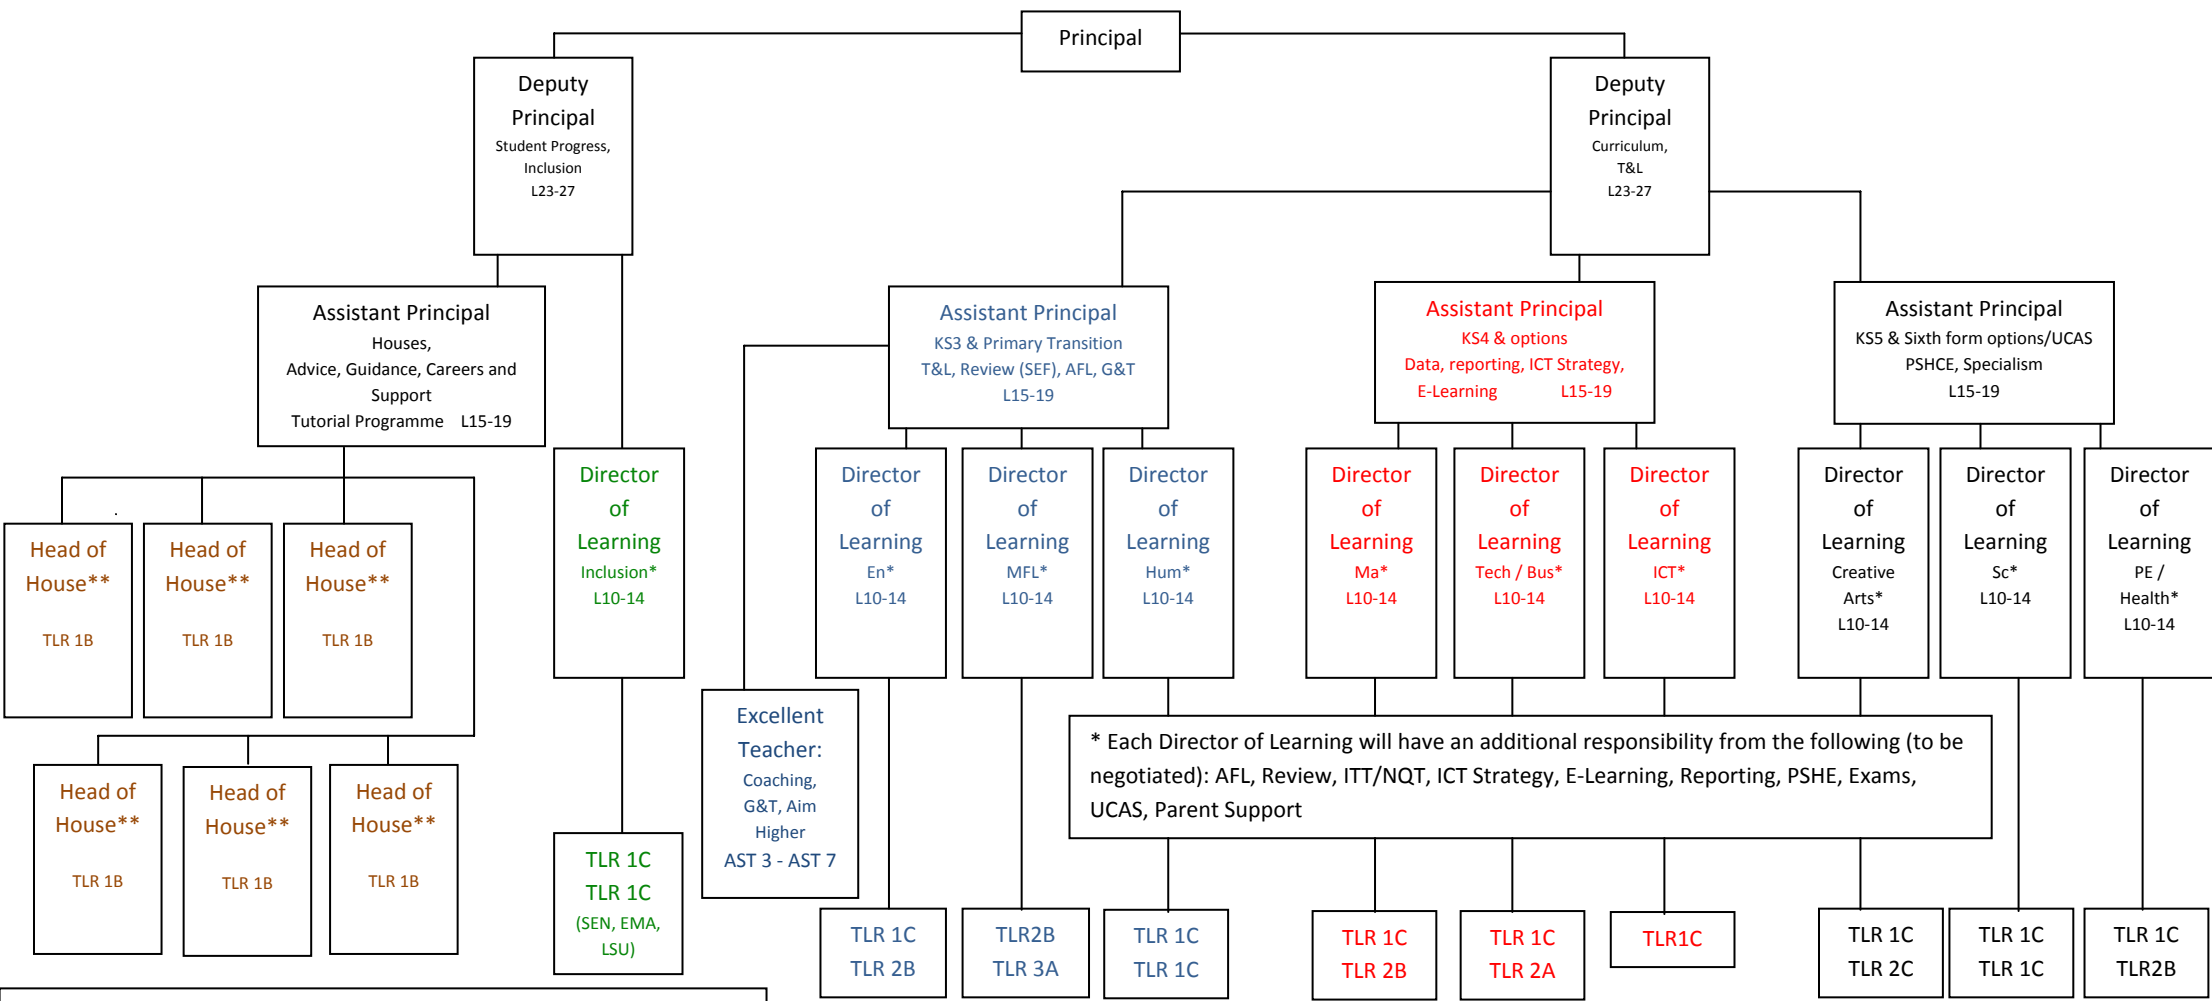 Principal
Deputy
Principal
Student Progress,
Inclusion
L23-27
Deputy
Principal
Curriculum,
T&L
L23-27
Assistant Principal
Houses,
Advice, Guidance, Careers and
Support
Tutorial Programme L15-19
Assistant Principal
KS3 & Primary Transition
T&L, Review (SEF), AFL, G&T
L15-19
Assistant Principal
KS4 & options
Data, reporting, ICT Strategy,
E-Learning L15-19
Assistant Principal
KS5 & Sixth form options/UCAS
PSHCE, Specialism
L15-19
Head of
House**
TLR 1B
Head of
House**
TLR 1B
Head of
House**
TLR 1B
Director
of
Learning
Inclusion*
L10-14
Director
of
Learning
En*
L10-14
Director
of
Learning
MFL*
L10-14
Director
of
Learning
Hum*
L10-14
Director
of
Learning
Ma*
L10-14
Director
of
Learning
Tech / Bus*
L10-14
Director
of
Learning
ICT*
L10-14
Director
of
Learning
Creative
Arts*
L10-14
Director
of
Learning
Sc*
L10-14
Director
of
Learning
PE /
Health*
L10-14
Head of
House**
TLR 1B
Head of
House**
TLR 1B
Head of
House**
TLR 1B
Excellent
Teacher:
Coaching,
G&T, Aim
Higher
AST 3 - AST 7
* Each Director of Learning will have an additional responsibility from the following (to be
negotiated): AFL, Review, ITT/NQT, ICT Strategy, E-Learning, Reporting, PSHE, Exams,
UCAS, Parent Support
TLR 1C
TLR 1C
(SEN, EMA,
LSU)
TLR 1C
TLR 2B
TLR2B
TLR 3A
TLR 1C
TLR 1C
TLR 1C
TLR 2B
TLR 1C
TLR 2A
TLR1C
TLR 1C
TLR 2C
TLR 1C
TLR 1C
TLR 1C
TLR2B